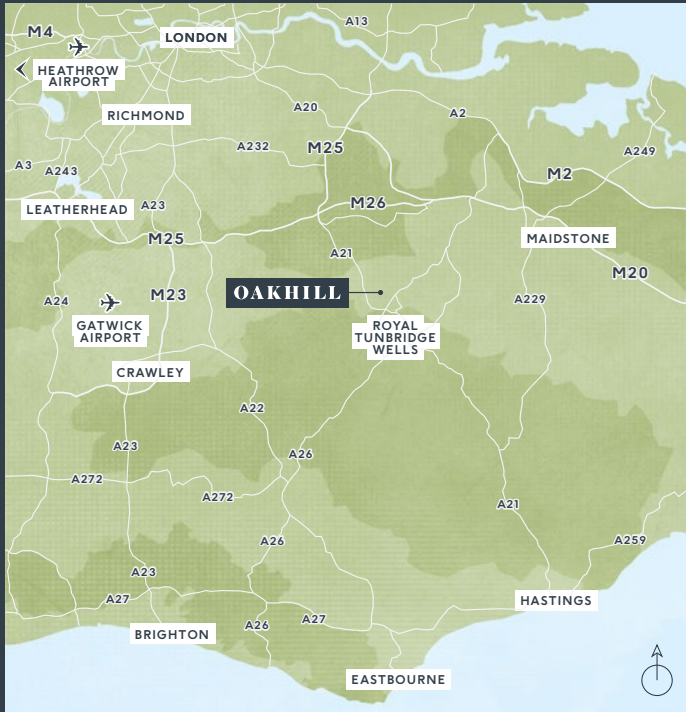 A13
M4
LONDON
HEATHROW
AIRPORT
A20
A2
RICHMOND
A232
M25
A249
A3
A243
M2
A23
M26
LEATHERHEAD
M25
MAIDSTONE
A21
M20
OAKHILL
M23
A24
A229
GATWICK
AIRPORT
ROYAL
TUNBRIDGE
WELLS
CRAWLEY
A22
A23
A26
A272
A272
A21
A26
A259
A23
A27
HASTINGS
A27
A26
BRIGHTON
EASTBOURNE